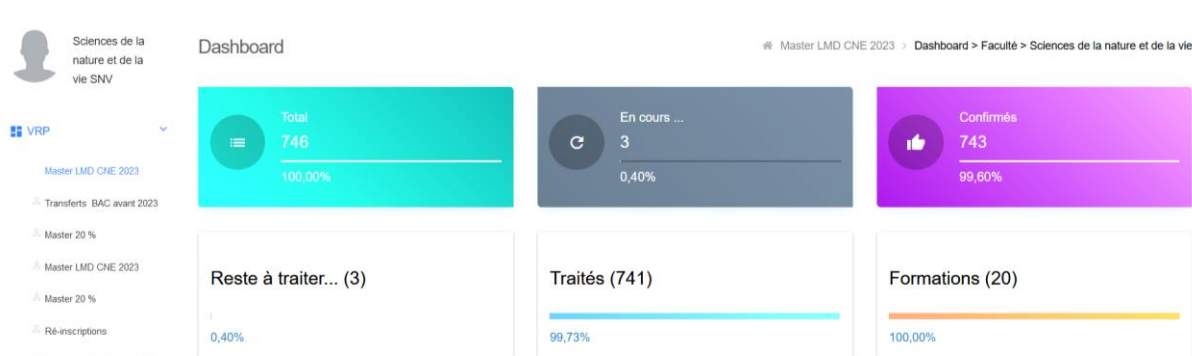 Sciences de la
nature et de la
vie SNV
VRP
Master LMD CNE 2023
Transferts BAC avant 2023
Master 20 %
Master LMD CNE 2023
Master 20 %
Ré-inscriptions
Dashboard
Master LMD CNE 2023 > Dashboard > Faculté > Sciences de la nature et de la vie
Total
746
100,00%
En cours ...
3
0,40%
Confirmés
743
99,60%
Reste à traiter... (3)
0,40%
Traités (741)
99,73%
Formations (20)
100,00%